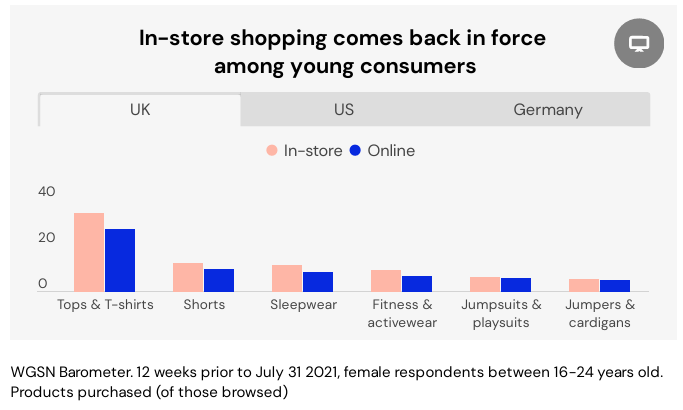 In-store shopping comes back in force
among young consumers
UK US Germany
In-store Online
40
20
0
Tops & T-shirts Shorts Sleepwear Fitness & Jumpsuits & Jumpers &
activewear playsuits cardigans
WGSN Barometer. 12 weeks prior to July 31 2021, female respondents between 16-24 years old.
Products purchased (of those browsed)